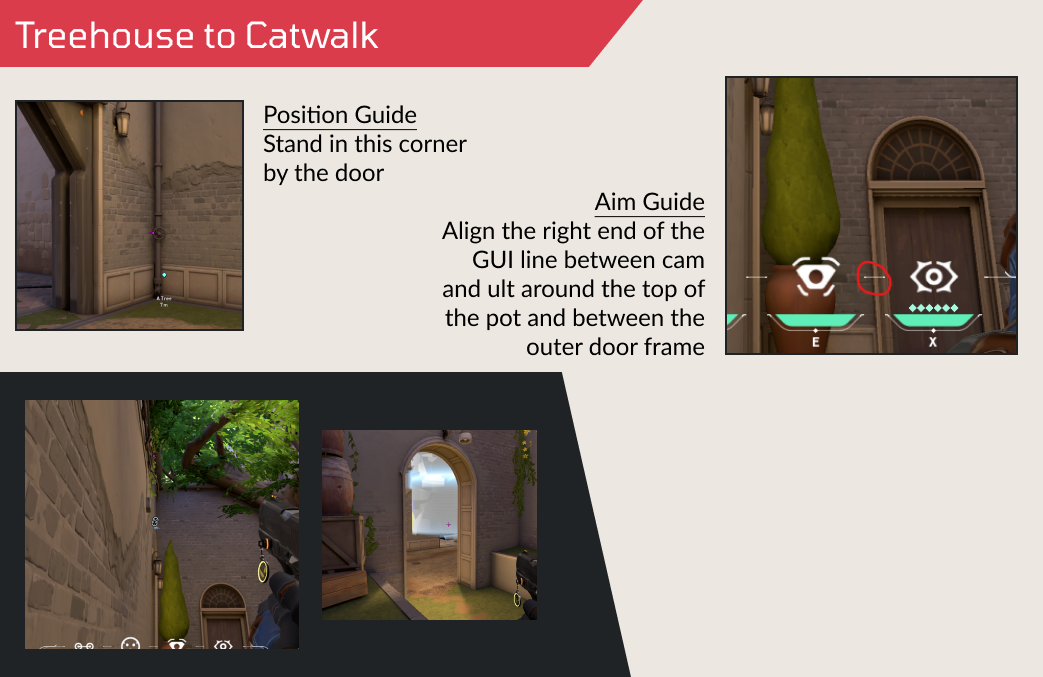 Treehouse to Catwalk
Position Guide
Stand in this corner
by the door
A Tree
7m
Aim Guide
Align the right end of the
GUI line between cam
and ult around the top of
the pot and between the
outer door frame
E
X